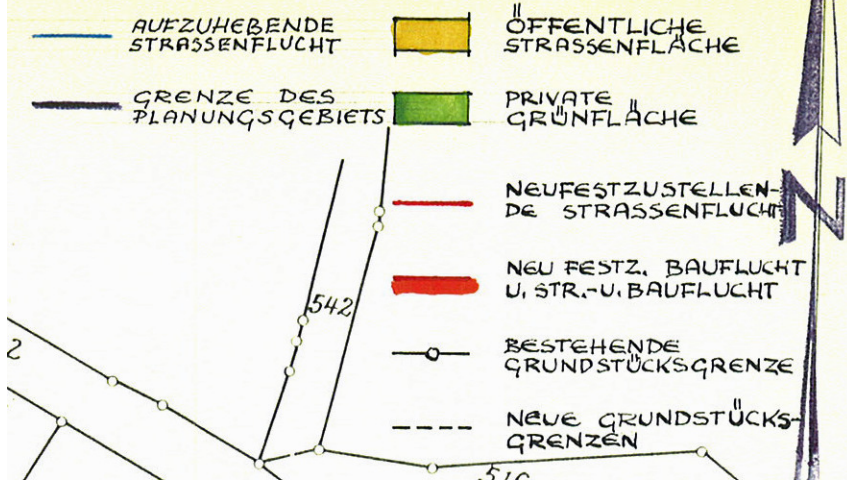 AUFZUHEBENDE
STRASSENFLUCHT
GRENZE DES
PLANUNGSGEBIETS
ÖFFENTLICHE
STRASSENFLÄCHE
PRIVATE
GRÜNFLÄCHE
NEUFESTZUSTELLEN-
DE STRASSENFLUCHT
NEU FESTZ. BAUFLUCHT
U. STR.-U. BAUFLUCHT
BESTEHENDE
GRUNDSTÜCKSGRENZE
NEUE GRUNDSTÜCKS-
GRENZEN
N
542
2